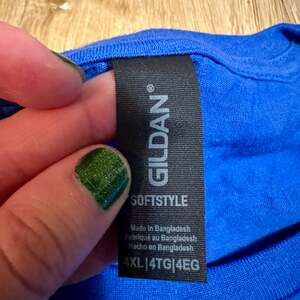 GILDAN®
SOFTSTYLE
Made in Bangladesh
Fabriqué au Bangladesh
Hecho en Bangladesh
4XL|4TG|4EG